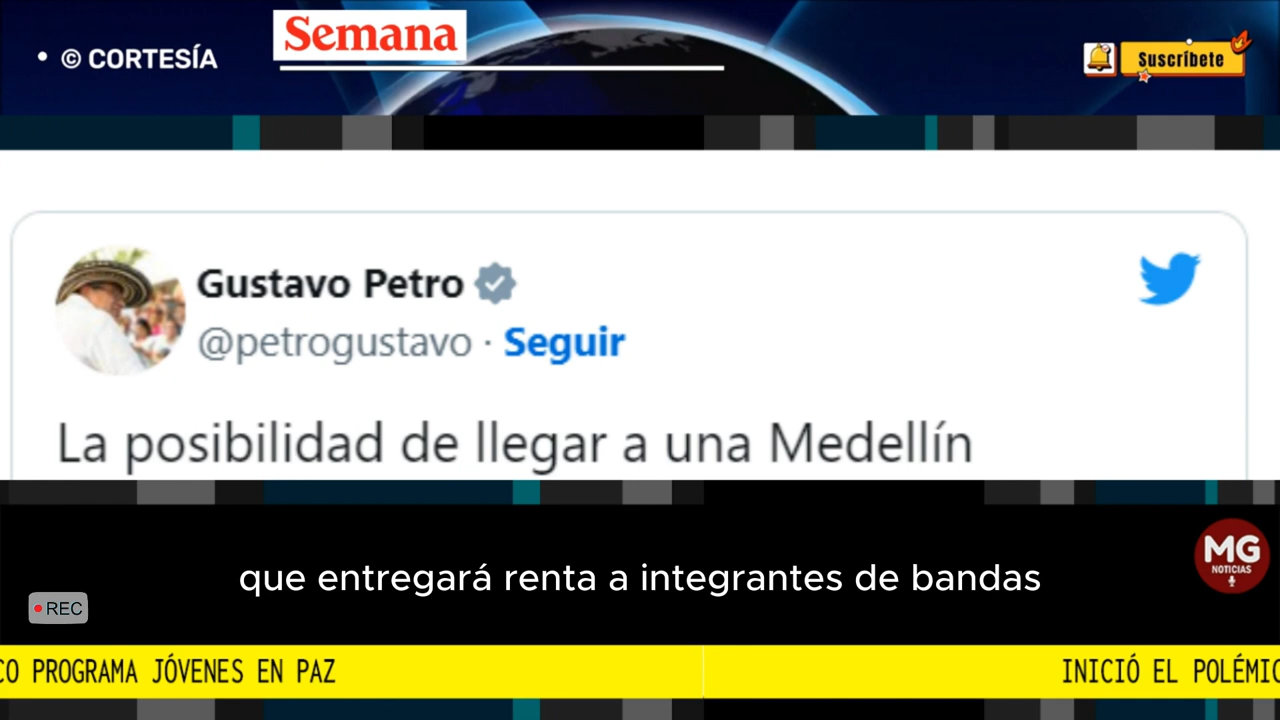 • © CORTESÍA
Semana
Suscríbete
Gustavo Petro
@petrogustavo · Seguir
La posibilidad de llegar a una Medellín
que entregará renta a integrantes de bandas
MG
NOTICIAS
REC
CO PROGRAMA JÓVENES EN PAZ
INICIÓ EL POLÉMIC